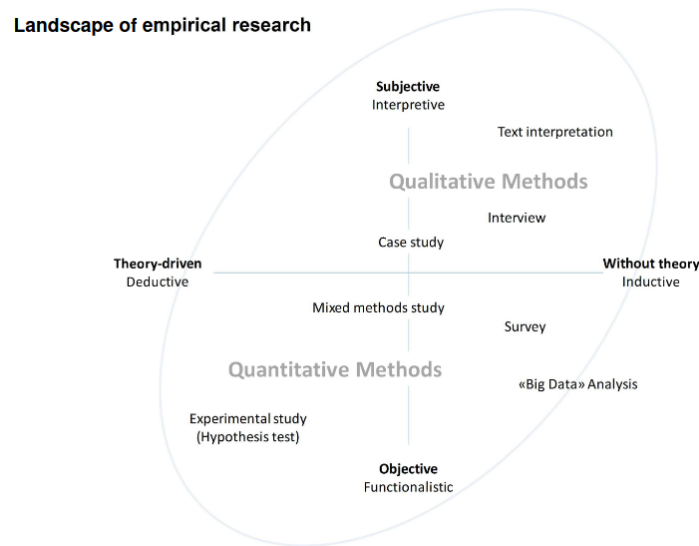 Landscape of empirical research
Subjective
Interpretive
Text interpretation
Qualitative Methods
Interview
Case study
Theory-driven
Deductive
Without theory
Inductive
Mixed methods study
Survey
Quantitative Methods
«Big Data» Analysis
Experimental study
(Hypothesis test)
Objective
Functionalistic